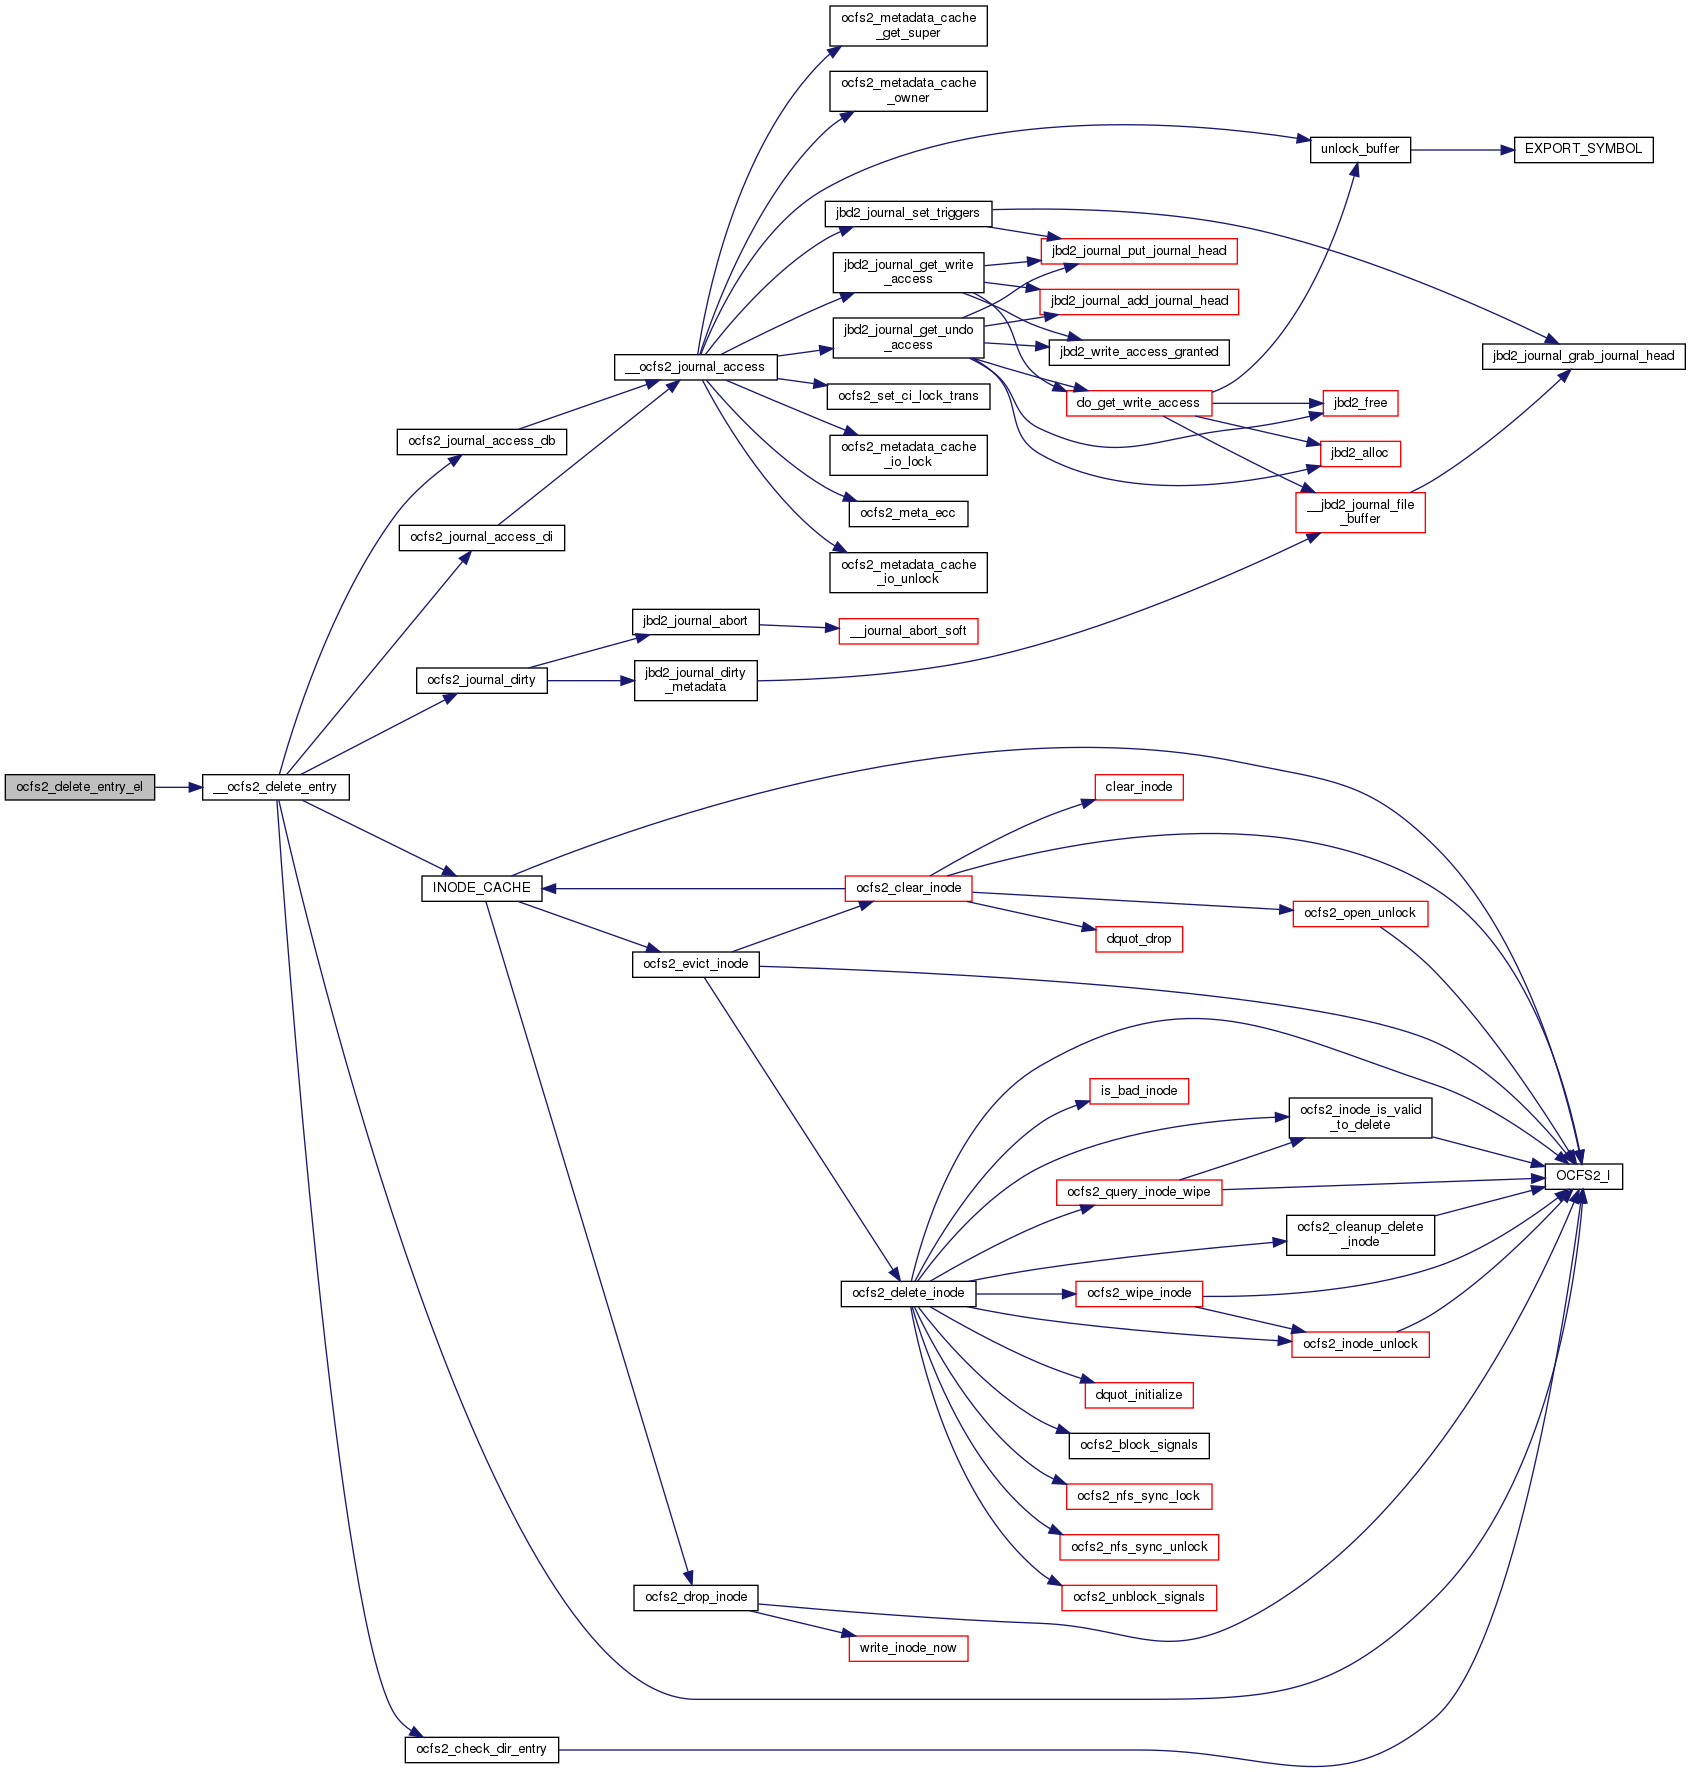 ocfs2_metadata_cache
_get_super
ocfs2_metadata_cache
_owner
unlock_buffer
EXPORT_SYMBOL
jbd2_journal_set_triggers
jbd2_journal_put_journal_head
jbd2_journal_get_write
_access
jbd2_journal_add_journal_head
jbd2_journal_get_undo
_access
jbd2_write_access_granted
jbd2_journal_grab_journal_head
__ocfs2_journal_access
ocfs2_set_ci_lock_trans
do_get_write_access
jbd2_free
ocfs2_journal_access_db
ocfs2_metadata_cache
_io_lock
jbd2_alloc
ocfs2_meta_ecc
__jbd2_journal_file
_buffer
ocfs2_journal_access_di
ocfs2_metadata_cache
_io_unlock
jbd2_journal_abort
__journal_abort_soft
ocfs2_journal_dirty
jbd2_journal_dirty
_metadata
ocfs2_delete_entry_el
__ocfs2_delete_entry
clear_inode
INODE_CACHE
ocfs2_clear_inode
ocfs2_open_unlock
dquot_drop
ocfs2_evict_inode
is_bad_inode
ocfs2_inode_is_valid
_to_delete
OCFS2_I
ocfs2_query_inode_wipe
ocfs2_cleanup_delete
_inode
ocfs2_delete_inode
ocfs2_wipe_inode
ocfs2_inode_unlock
dquot_initialize
ocfs2_block_signals
ocfs2_nfs_sync_lock
ocfs2_nfs_sync_unlock
ocfs2_drop_inode
ocfs2_unblock_signals
write_inode_now
ocfs2_check_dir_entry